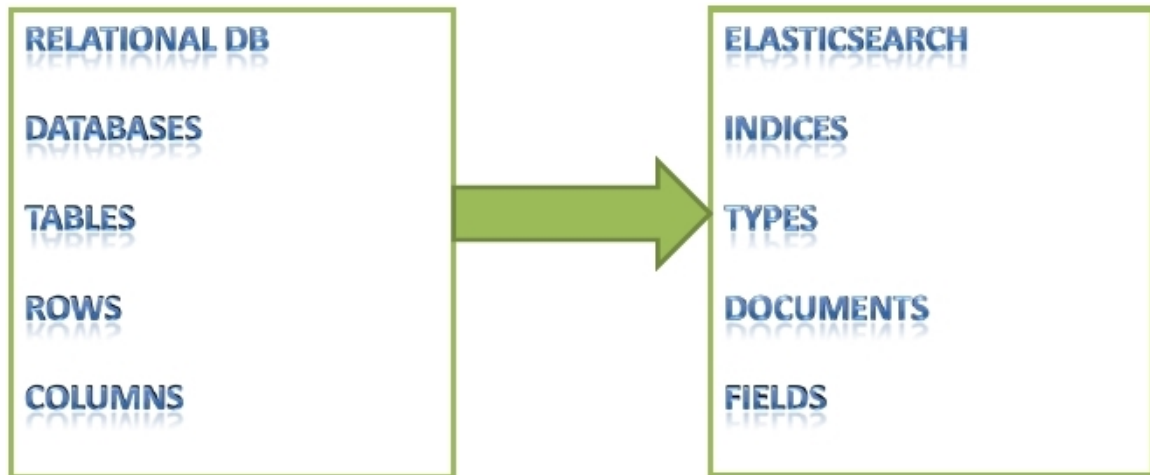 RELATIONAL DB
DATABASES
TABLES
ROWS
COLUMNS
ELASTICSEARCH
INDICES
TYPES
DOCUMENTS
FIELDS